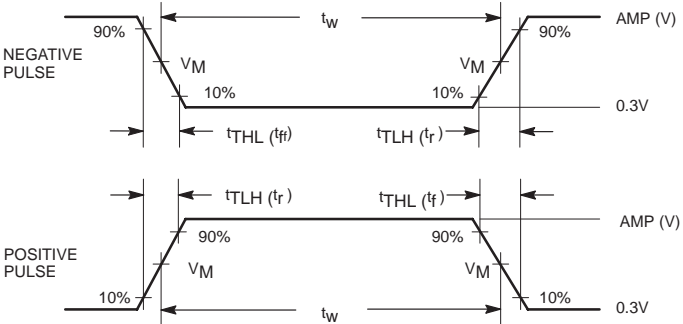 tW
AMP (V)
90%
90%
NEGATIVE
PULSE
VM
VM
10%
10%
0.3V
tTHL (tff)
tTLH (tr )
tTLH (tr )
tTHL (tf )
AMP (V)
90%
90%
POSITIVE
PULSE
VM
VM
10%
10%
0.3V
tW